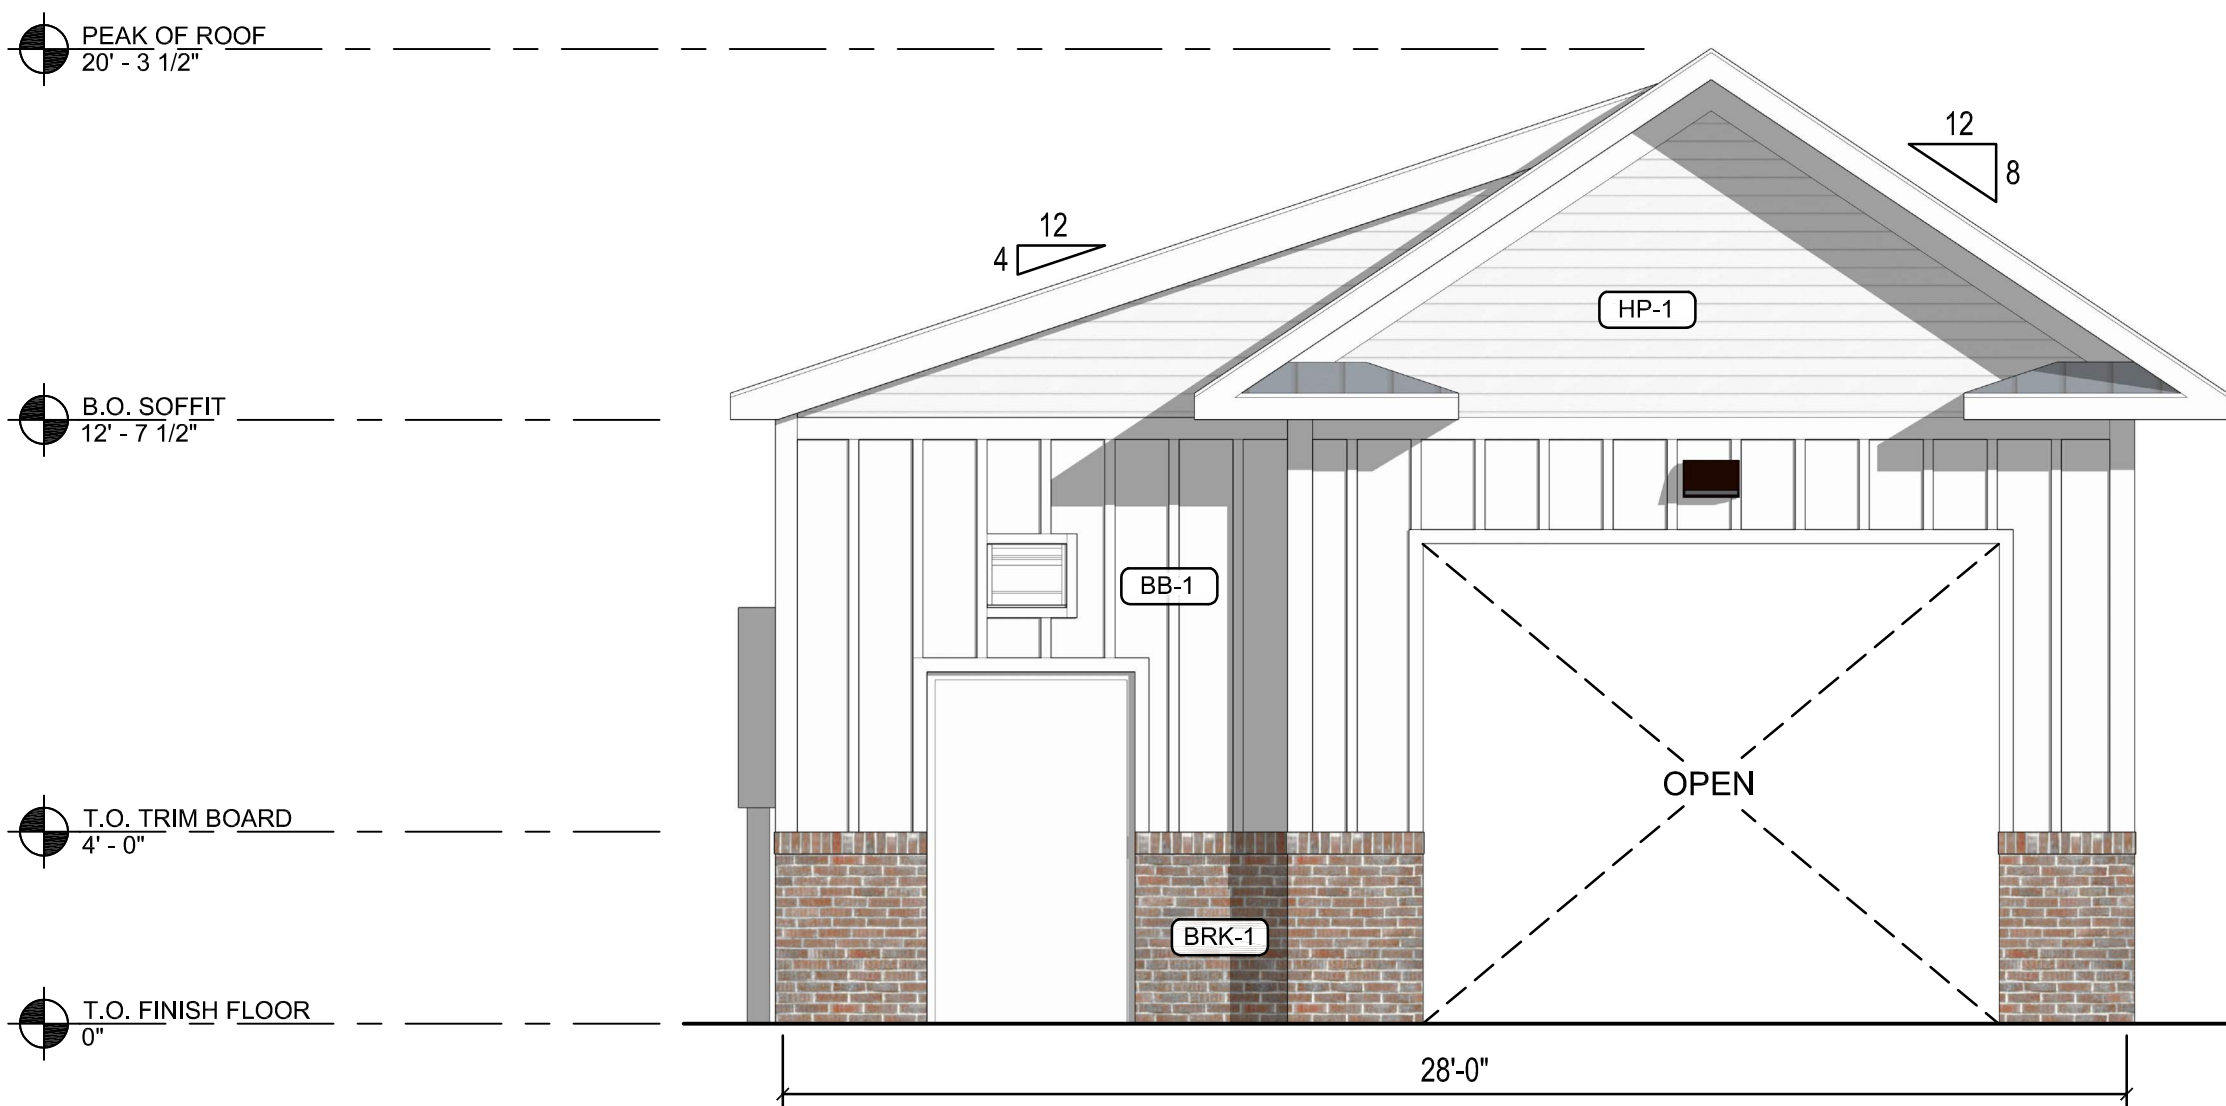 PEAK OF ROOF
20' - 3 1/2"
12
8
12
4
HP-1
B.O. SOFFIT
12' - 7 1/2"
BB-1
OPEN
T.O. TRIM BOARD
4' - 0"
BRK-1
T.O. FINISH FLOOR
0"
28'-0"